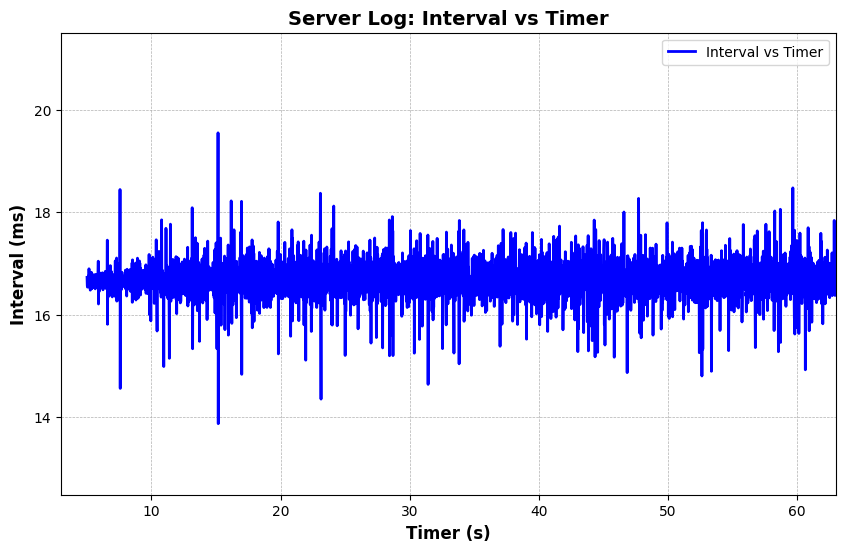 Server Log: Interval vs Timer
Interval vs Timer
Interval (ms)
20
18
16
14
10
20
30
40
50
60
Timer (s)